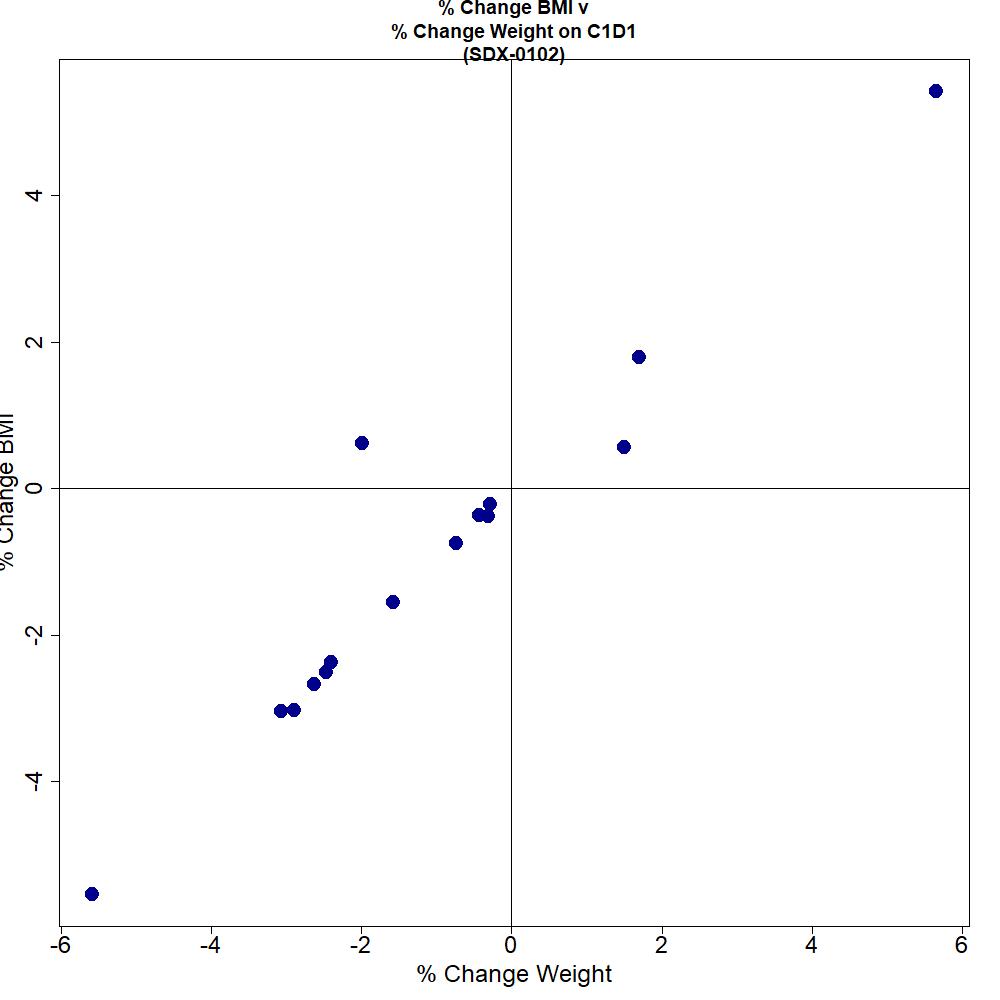 % Change BMI v
% Change Weight on C1D1
(SDX-0102)
4
2
0
-2
-4
% Change BMI
-6
-4
-2
0
2
4
6
% Change Weight